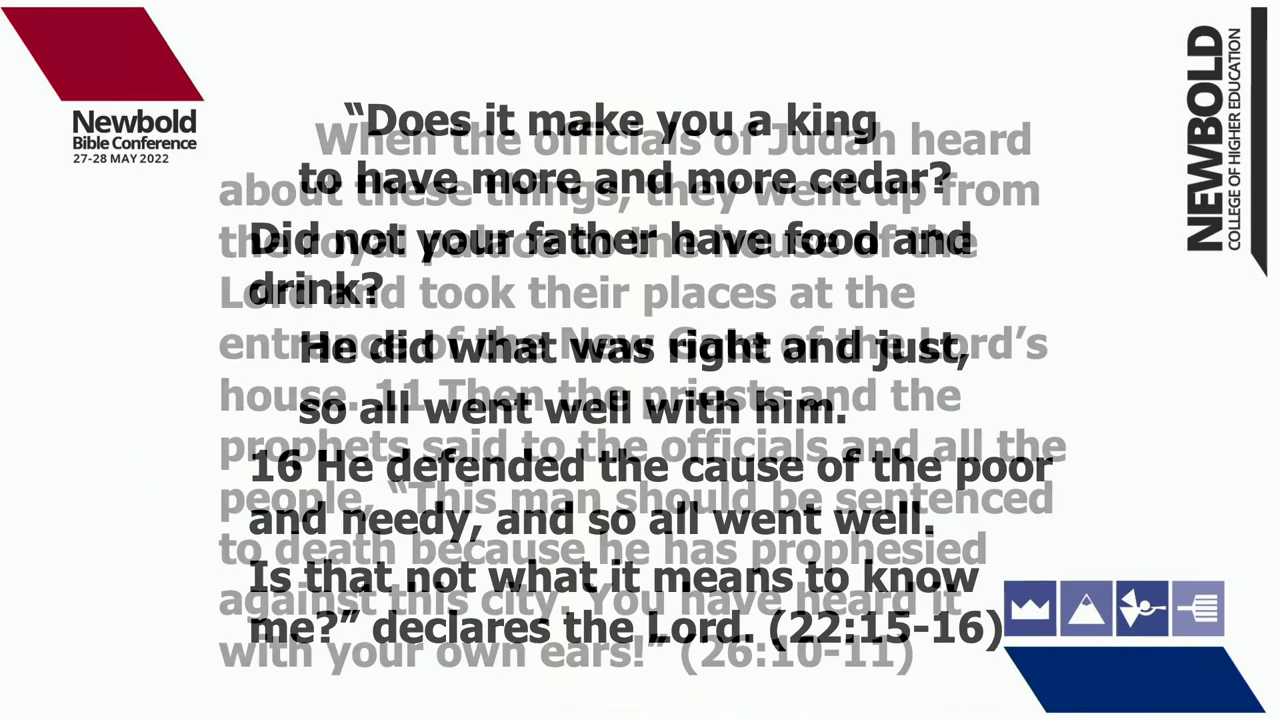 Newbold
Bible Conference
27-28 MAY 2022
NEWBOLD
COLLEGE OF HIGHER EDUCATION
“Does it make you a king
to have more and more cedar?
Did not your father have food and
drink?
He did what was right and just,
so all went well with him.
16 He defended the cause of the poor
and needy, and so all went well.
Is that not what it means to know
me?” declares the Lord. (22:15-16)
When the officials of Judah heard
about these things, they went up from
the royal palace to the house of the
Lord and took their places at the
entrance of the New Gate of the Lord’s
house. 11 Then the priests and the
prophets said to the officials and all the
people, “This man should be sentenced
to death because he has prophesied
against this city. You have heard it
with your own ears!” (26:10-11)